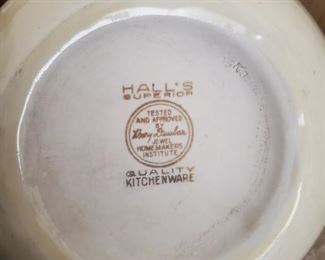 HALL'S
SUPERIOR
TESTED
AND APPROVED
BY
Mary Dunbar
JEWEL
HOMEMAKERS
INSTITUTE
QUALITY
KITCHENWARE